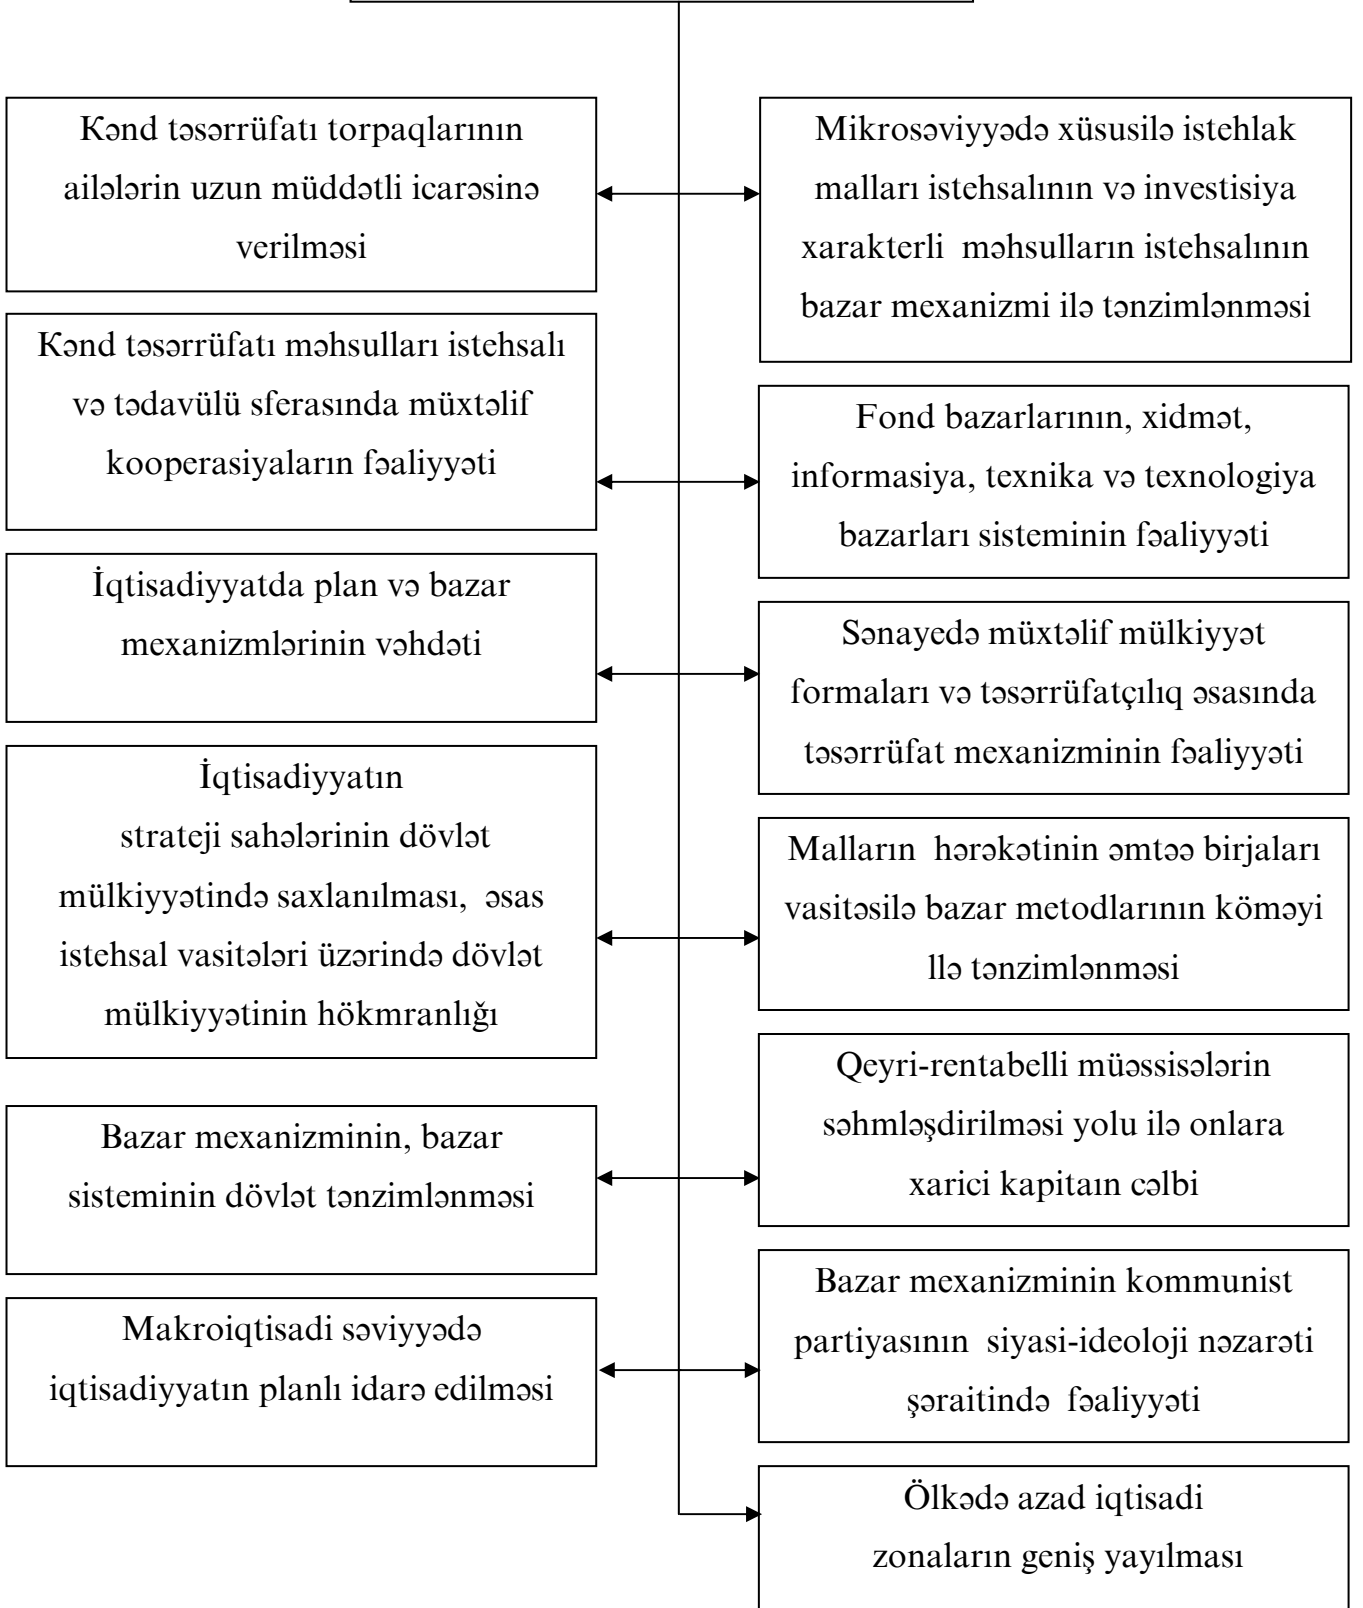 Kənd təsərrüfatı torpaqlarının
ailələrin uzun müddətli icarəsinə
verilməsi
Kənd təsərrüfatı məhsulları istehsalı
və tədavülü sferasında müxtəlif
kooperasiyaların fəaliyyəti
İqtisadiyyatda plan və bazar
mexanizmlərinin vəhdəti
İqtisadiyyatın
strateji sahələrinin dövlət
mülkiyyətində saxlanılması, əsas
istehsal vasitələri üzərində dövlət
mülkiyyətinin hökmranlığı
Bazar mexanizminin, bazar
sisteminin dövlət tənzimlənməsi
Makroiqtisadi səviyyədə
iqtisadiyyatın planlı idarə edilməsi
Mikrosəviyyədə xüsusilə istehlak
malları istehsalının və investisiya
xarakterli məhsulların istehsalının
bazar mexanizmi ilə tənzimlənməsi
Fond bazarlarının, xidmət,
informasiya, texnika və texnologiya
bazarları sisteminin fəaliyyəti
Sənayedə müxtəlif mülkiyyət
formaları və təsərrüfatçılıq əsasında
təsərrüfat mexanizminin fəaliyyəti
Malların hərəkətinin əmtəə birjaları
vasitəsilə bazar metodlarının köməyi
llə tənzimlənməsi
Qeyri-rentabelli müəssisələrin
səhmləşdirilməsi yolu ilə onlara
xarici kapitaın cəlbi
Bazar mexanizminin kommunist
partiyasının siyasi-ideoloji nəzarəti
şəraitində fəaliyyəti
Ölkədə azad iqtisadi
zonaların geniş yayılması